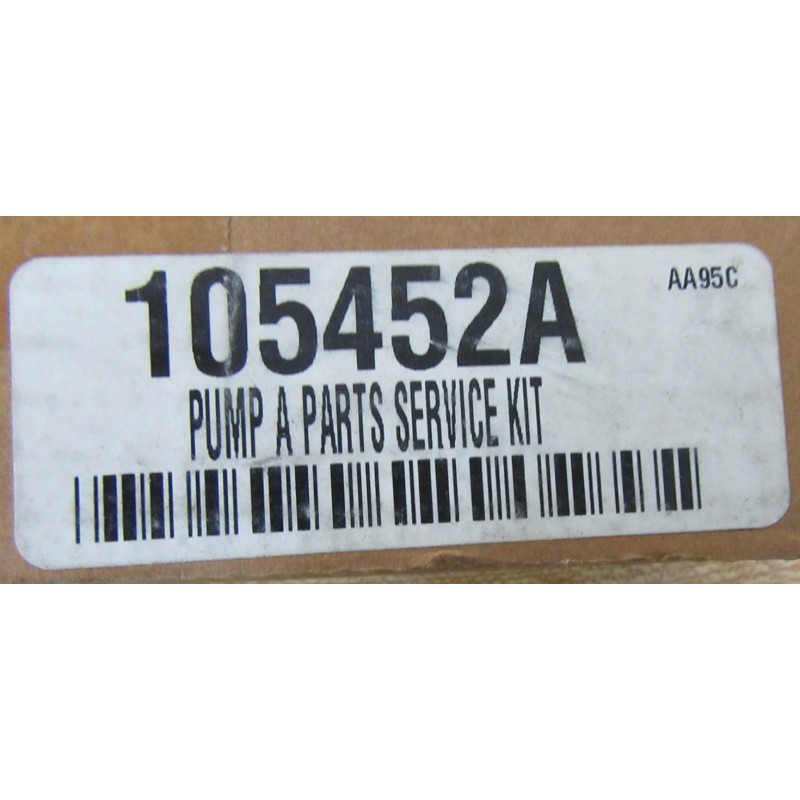 105452A
AA95C
PUMP A PARTS SERVICE KIT